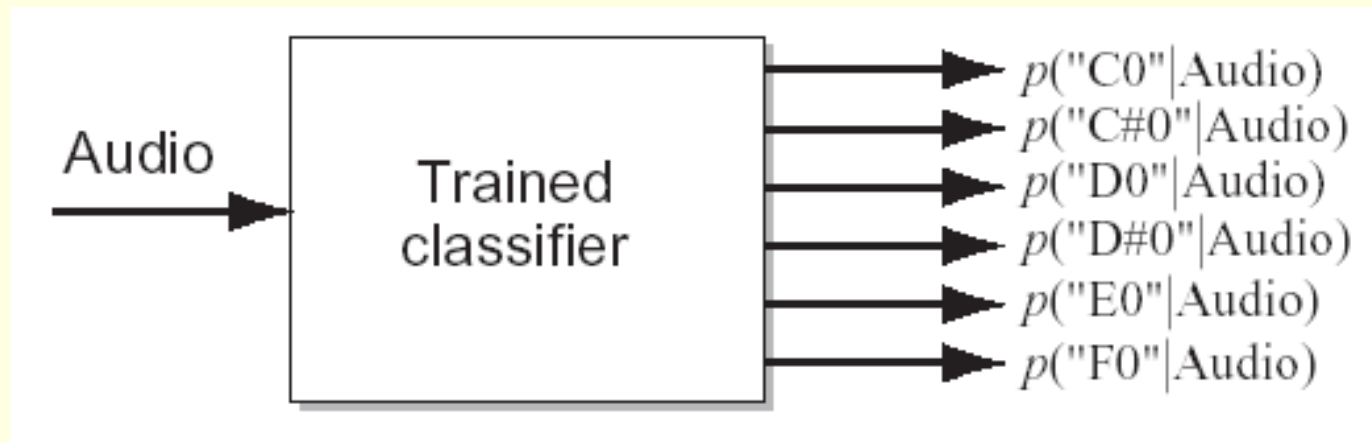 Audio
Trained
classifier
p("C0"|Audio)
p("C#0"|Audio)
p("D0"|Audio)
p("D#0"|Audio)
p("E0"|Audio)
p("F0"|Audio)